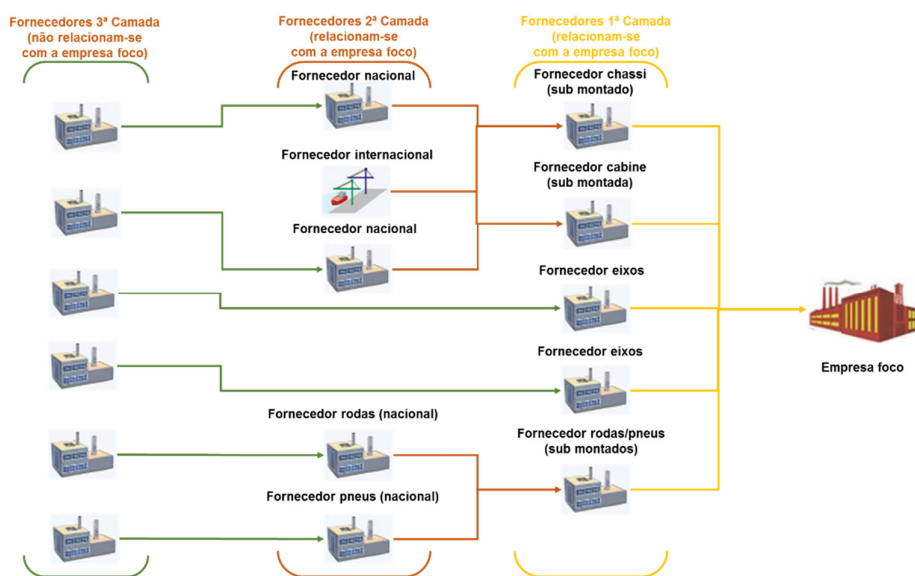 Fornecedores 3ª Camada
(não relacionam-se
com a empresa foco)
Fornecedores 2ª Camada
(relacionam-se
com a empresa foco)
Fornecedores 1ª Camada
(relacionam-se
com a empresa foco)
Fornecedor nacional
Fornecedor chassi
(sub montado)
Fornecedor internacional
Fornecedor cabine
(sub montada)
Fornecedor nacional
Fornecedor eixos
Fornecedor eixos
Empresa foco
Fornecedor rodas (nacional)
Fornecedor rodas/pneus
(sub montados)
Fornecedor pneus (nacional)